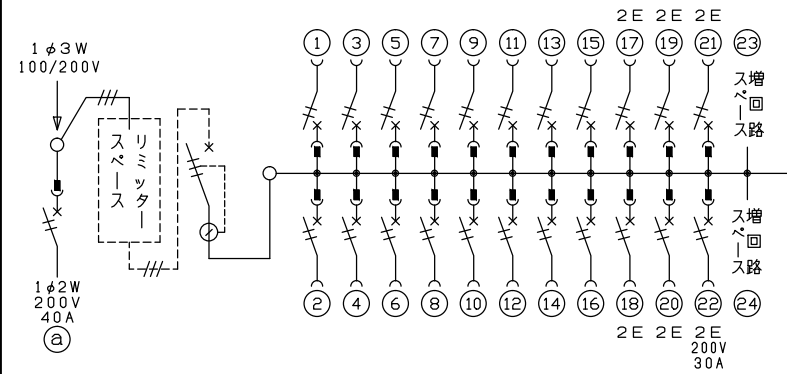 2E 2E 2E
1 3 5 7 9 11 13 15 17 19 21 23
1φ3W
100/200V
増回路
スペース
リミッター
スペース
増回路
スペース
1φ2W
200V
40A
a
2 4 6 8 10 12 14 16 18 20 22 24
2E 2E 2E
200V
30A